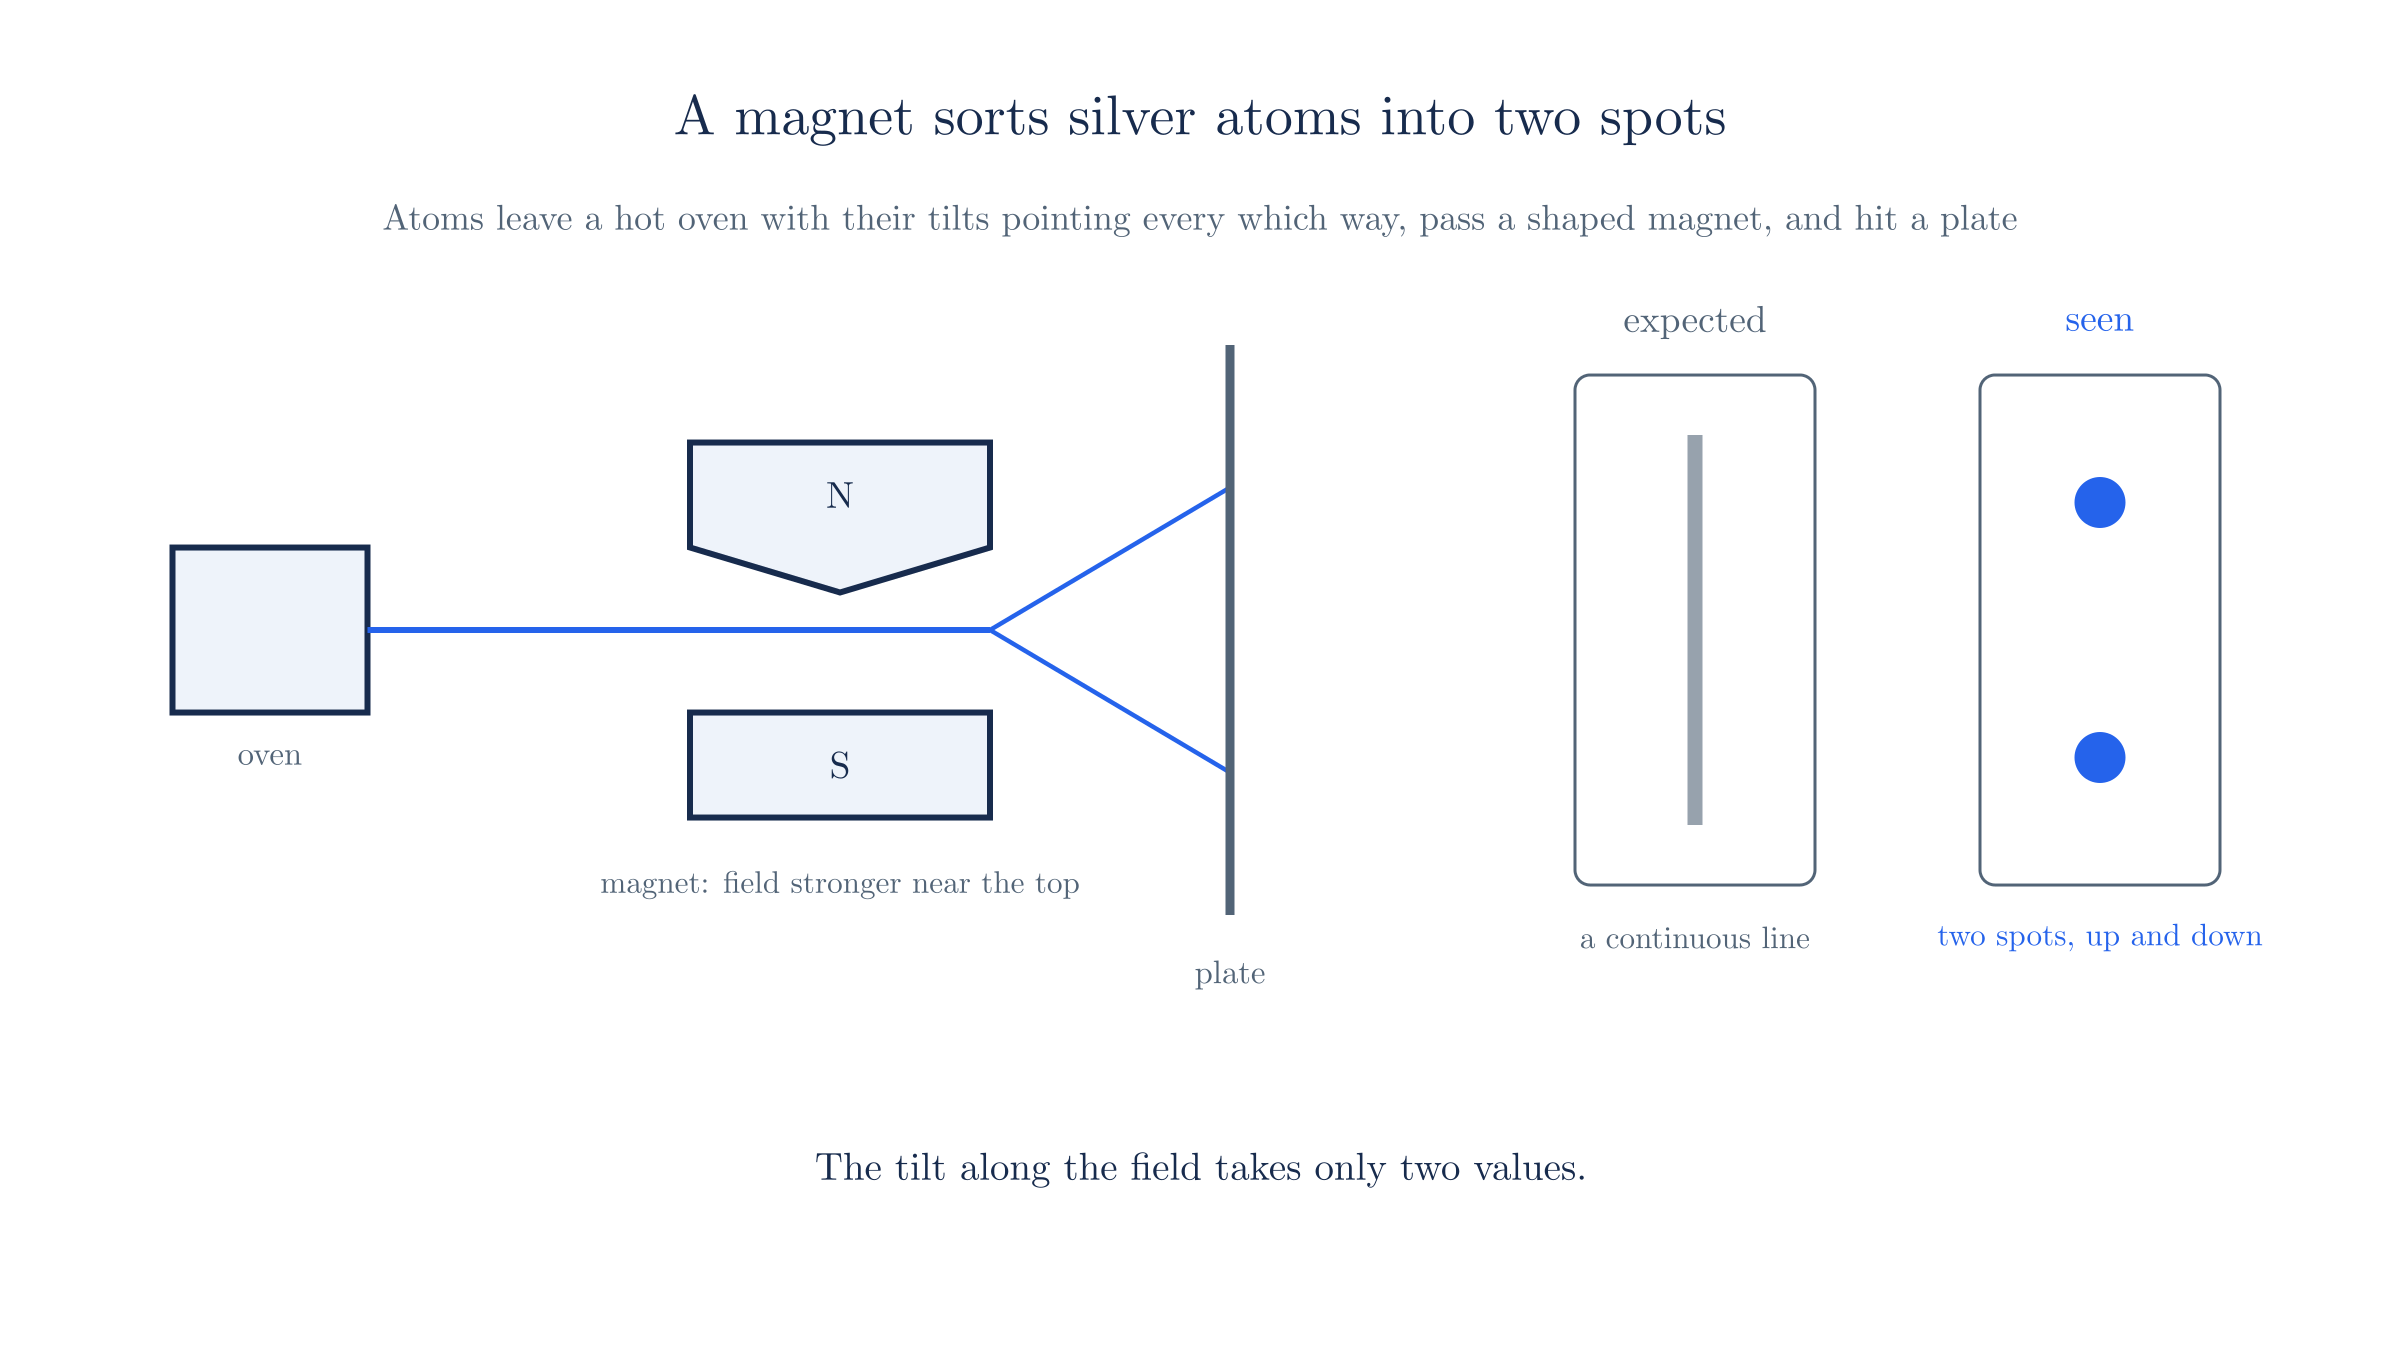 A magnet sorts silver atoms into two spots
Atoms leave a hot oven with their tilts pointing every which way, pass a shaped magnet, and hit a plate
expected
seen
N
S
oven
magnet: field stronger near the top
plate
a continuous line
two spots, up and down
The tilt along the field takes only two values.